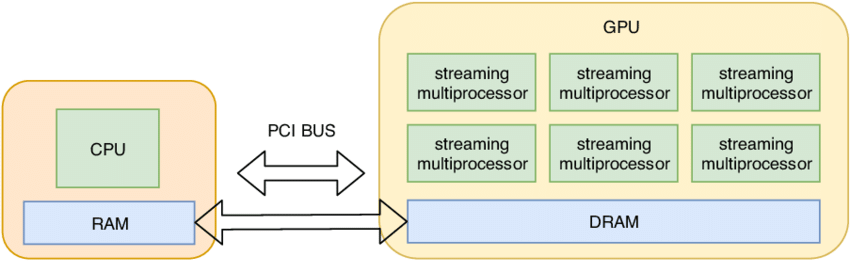 GPU
streaming
multiprocessor
streaming
multiprocessor
streaming
multiprocessor
CPU
PCI BUS
streaming
multiprocessor
streaming
multiprocessor
streaming
multiprocessor
RAM
DRAM